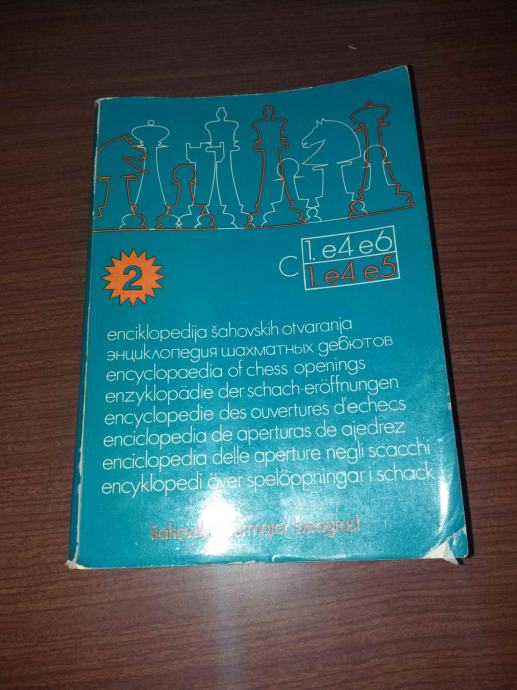 2
C
1. e4 e6
1. e4 e5
enciklopedija šahovskih otvaranja
энциклопедия шахматных дебютов
encyclopaedia of chess openings
enzyklopädie der schach-eröffnungen
encyclopedie des ouvertures d'echecs
enciclopedia de aperturas de ajedrez
enciclopedia delle aperture negli scacchi
encyklopedi över spelöppningar i schack
beograd